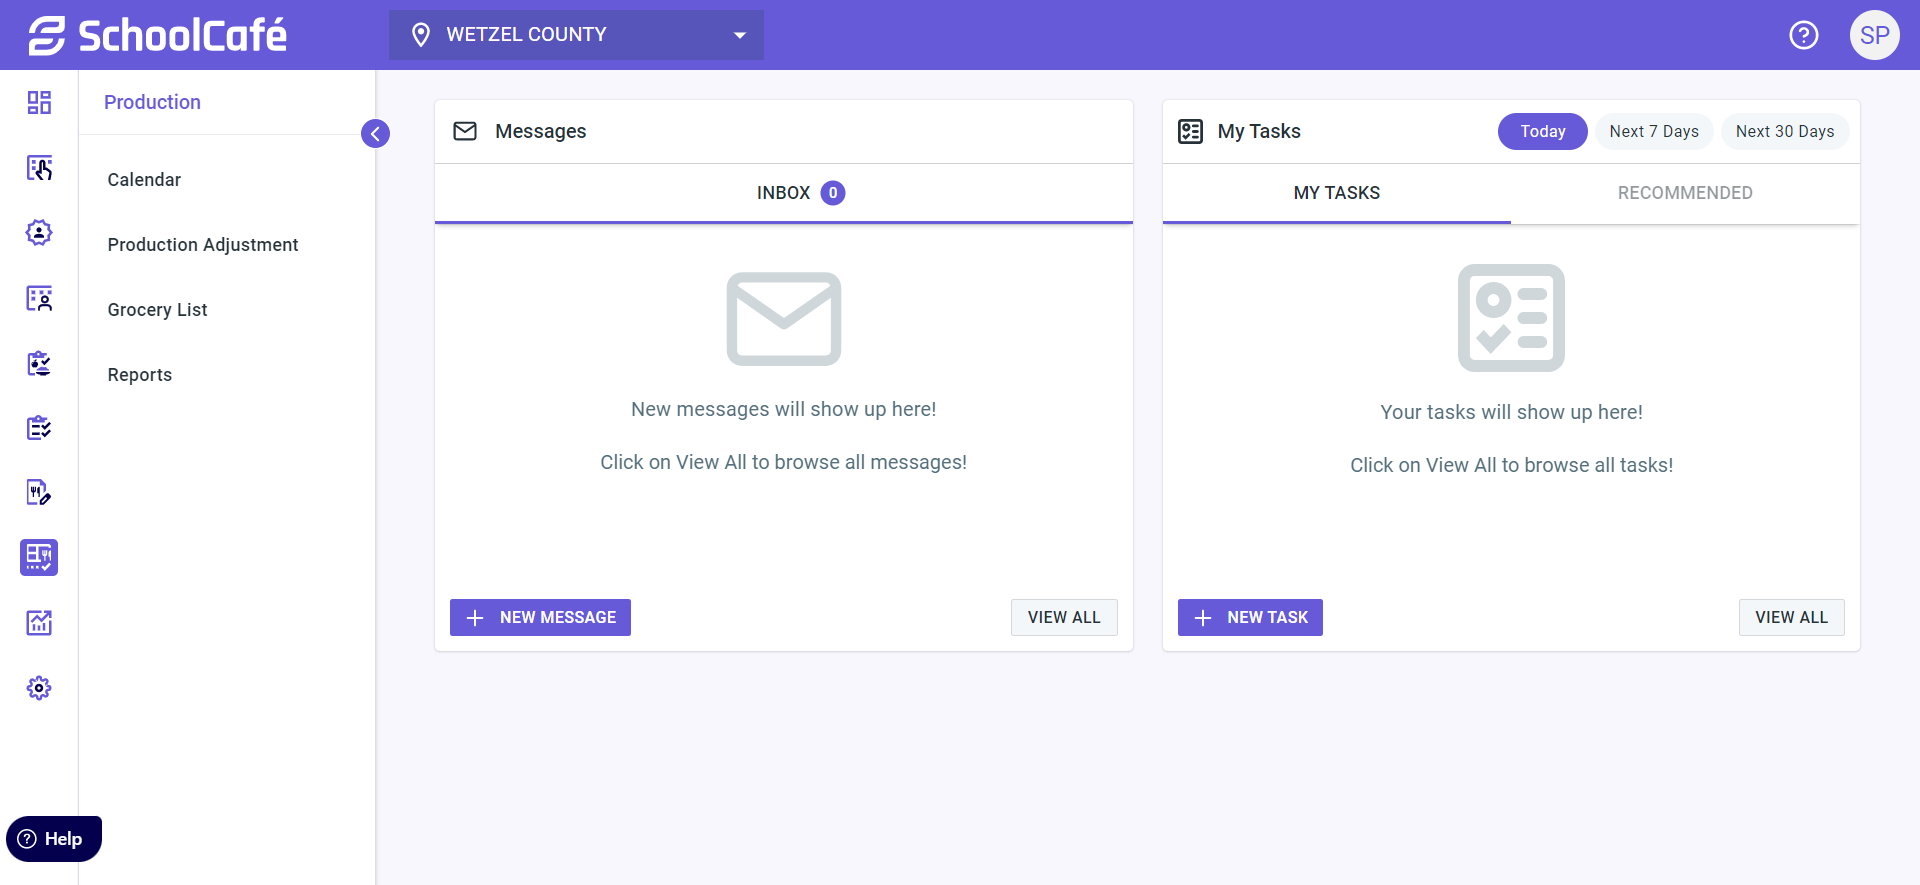 SchoolCafé
WETZEL COUNTY
SP
Production
Calendar
Production Adjustment
Grocery List
Reports
Messages
INBOX 0
New messages will show up here!
Click on View All to browse all messages!
NEW MESSAGE
VIEW ALL
My Tasks
Today
Next 7 Days
Next 30 Days
MY TASKS
RECOMMENDED
Your tasks will show up here!
Click on View All to browse all tasks!
NEW TASK
VIEW ALL
Help